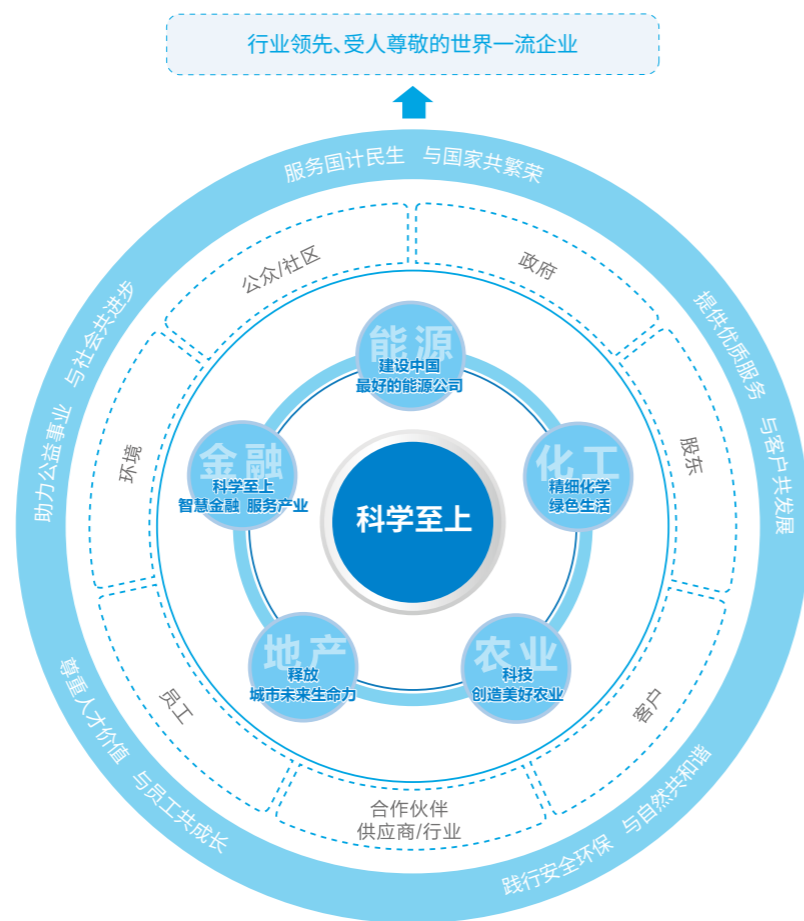 行业领先、受人尊敬的世界一流企业
服务国计民生 与国家共繁荣
提供优质服务 与客户共发展
践行安全环保 与自然共和谐
尊重人才价值 与员工共成长
助力公益事业 与社会共进步
公众/社区
政府
股东
客户
合作伙伴
供应商/行业
员工
环境
能源
建设中国
最好的能源公司
化工
精细化学
绿色生活
农业
科技
创造美好农业
地产
释放
城市未来生命力
金融
科学至上
智慧金融 服务产业
科学至上